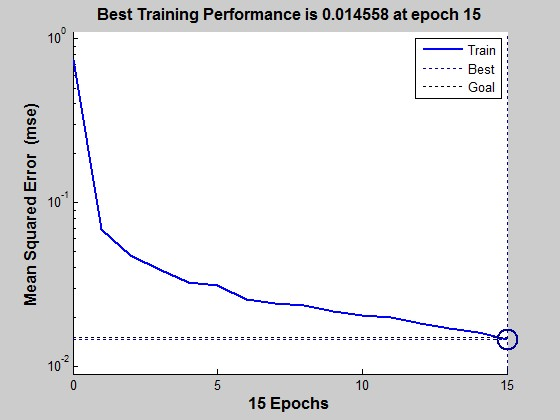 Best Training Performance is 0.014558 at epoch 15
Mean Squared Error (mse)
10^0
10^-1
10^-2
Train
Best
Goal
0 5 10 15
15 Epochs